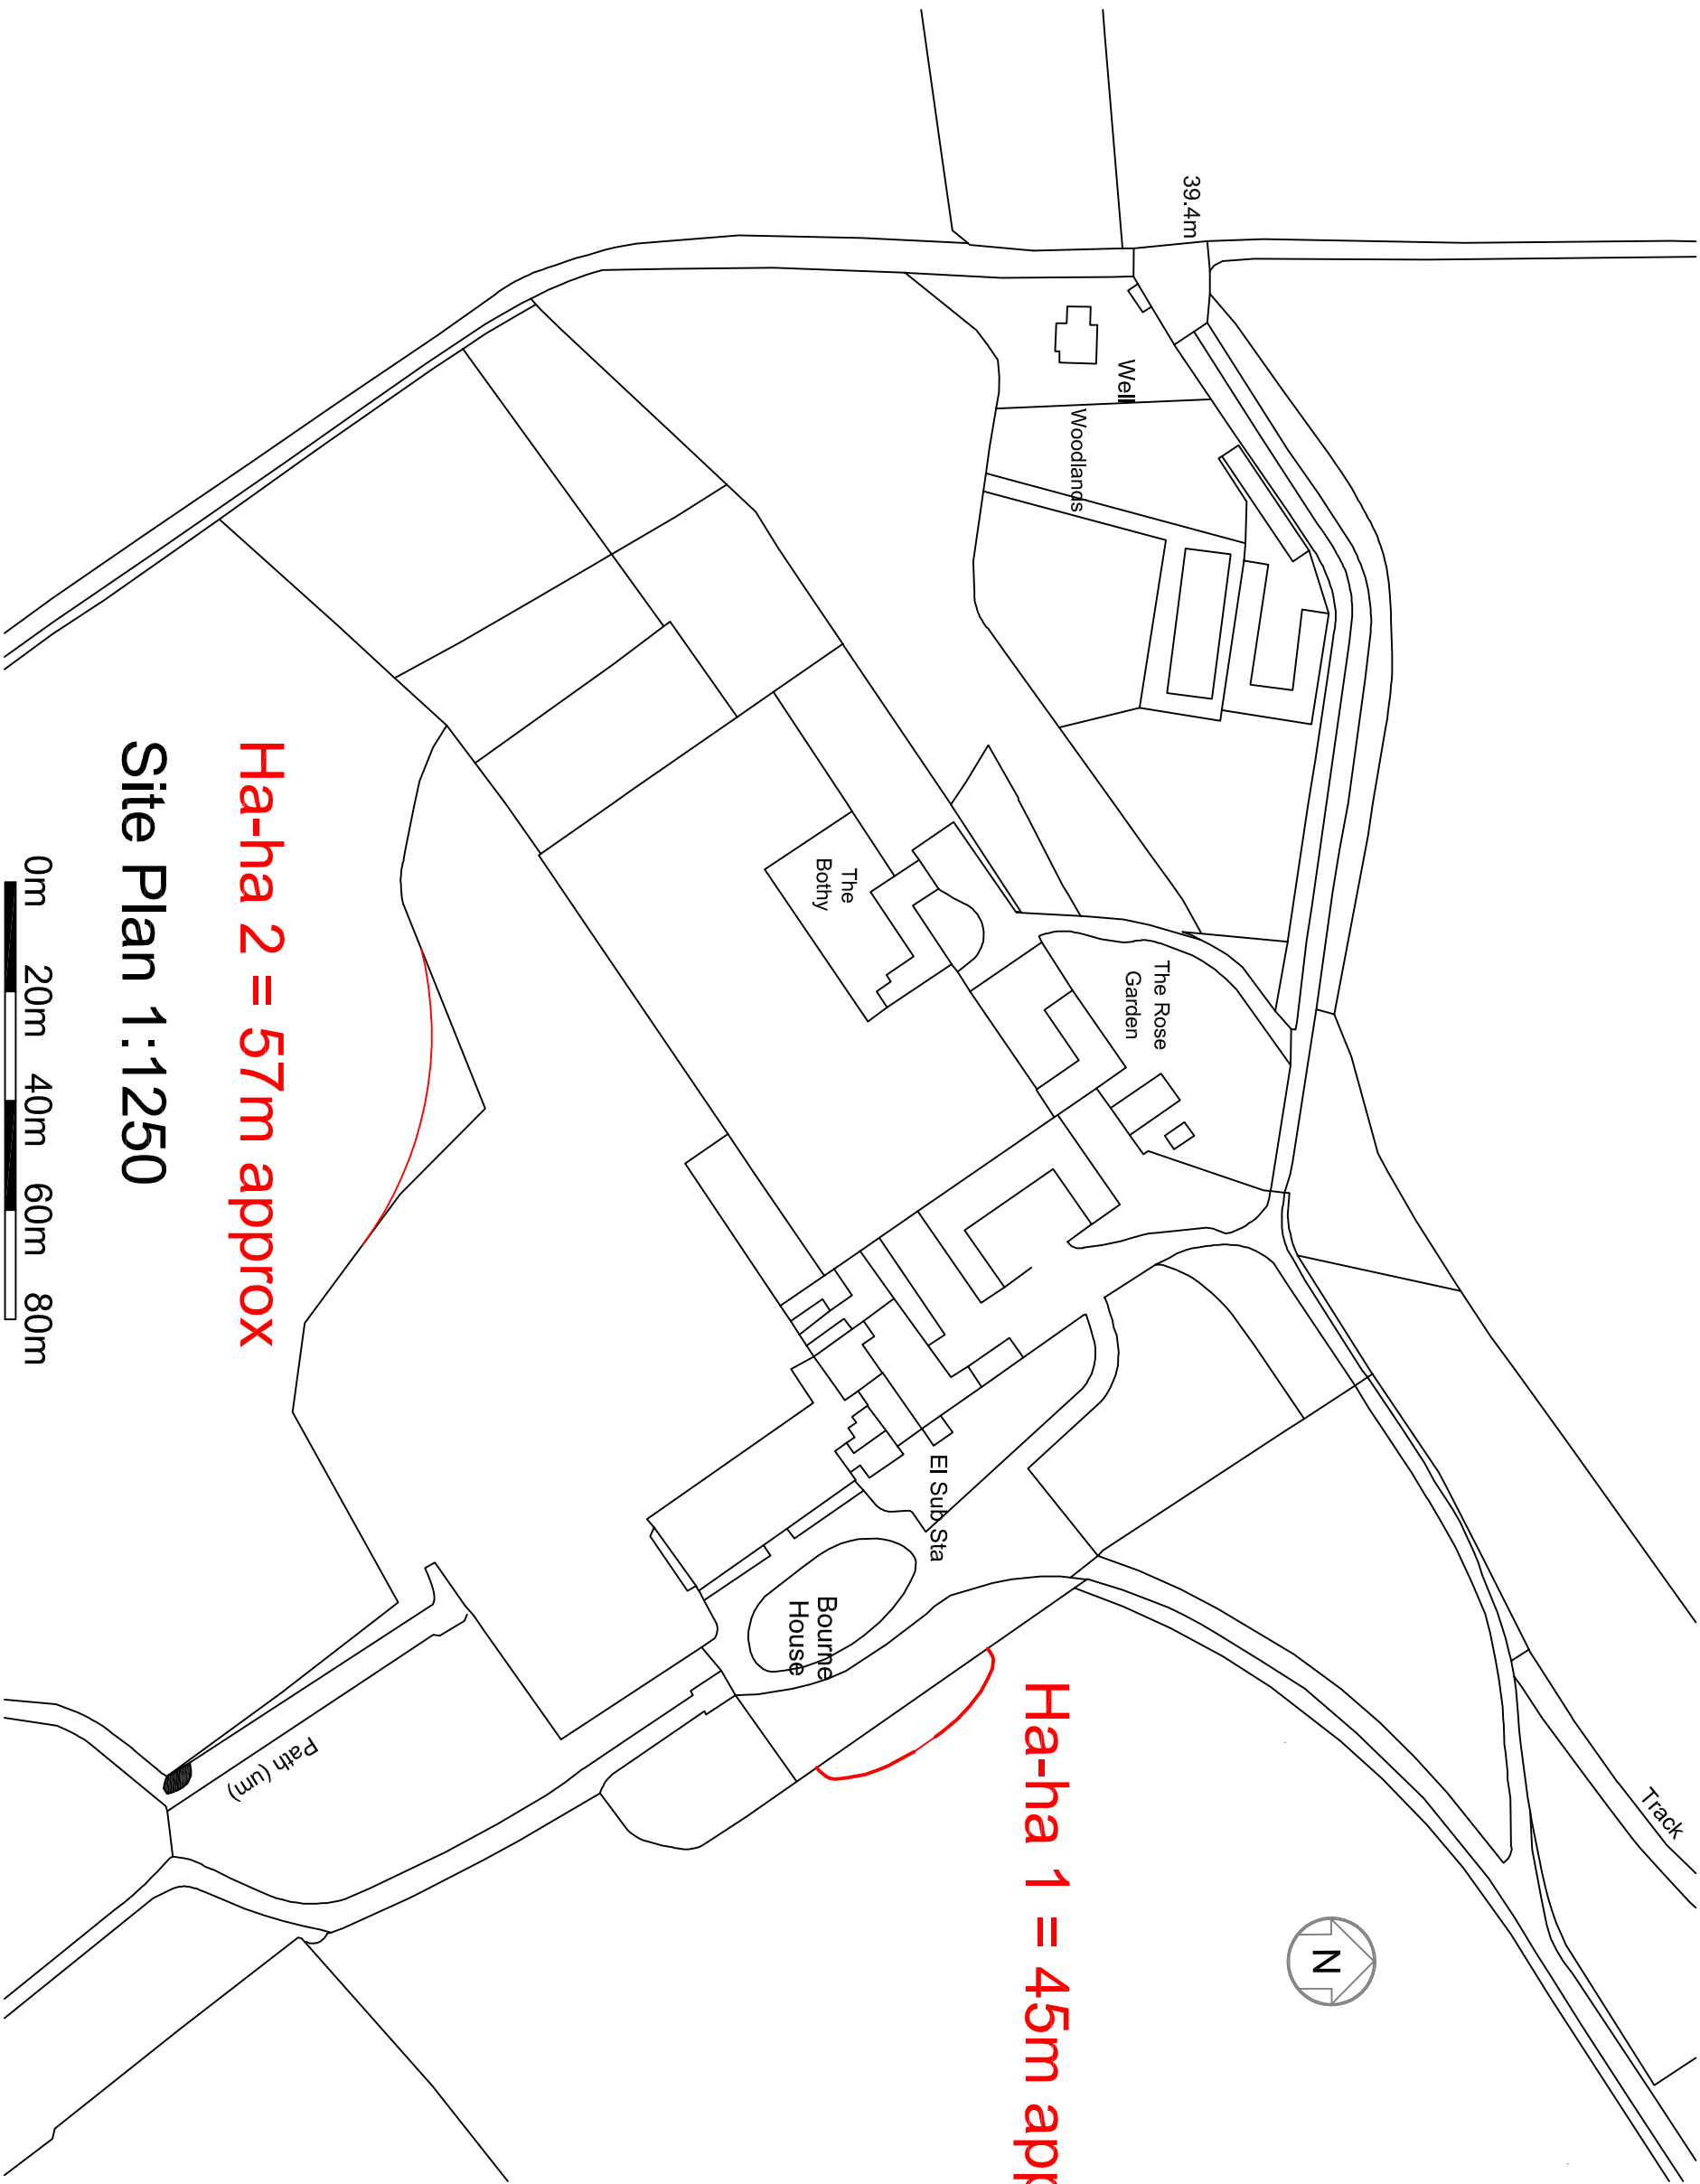 39.4m
Well
Woodlands
The
Bothy
The Rose
Garden
El Sub Sta
Bourne
House
Track
Path (um)
N
Ha-ha 1 = 45m ap
Ha-ha 2 = 57m approx
Site Plan 1:1250
0m 20m 40m 60m 80m